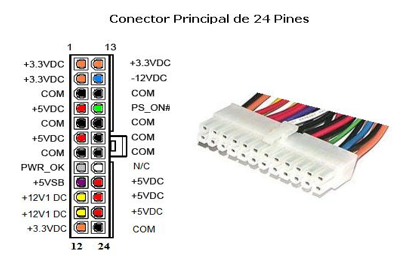 Conector Principal de 24 Pines
1 13
+3.3VDC +3.3VDC
+3.3VDC -12VDC
COM COM
+5VDC PS_ON#
COM COM
+5VDC COM
COM COM
PWR_OK N/C
+5VSB +5VDC
+12V1 DC +5VDC
+12V1 DC +5VDC
+3.3VDC COM
12 24